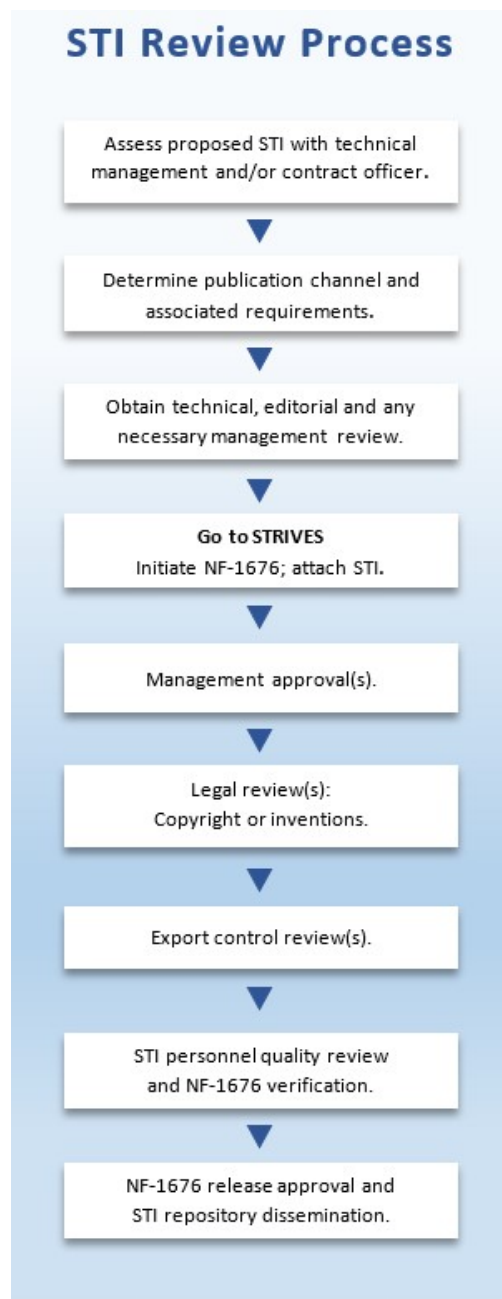 STI Review Process
Assess proposed STI with technical
management and/or contract officer.
Determine publication channel and
associated requirements.
Obtain technical, editorial and any
necessary management review.
Go to STRIVES
Initiate NF-1676; attach STI.
Management approval(s).
Legal review(s):
Copyright or inventions.
Export control review(s).
STI personnel quality review
and NF-1676 verification.
NF-1676 release approval and
STI repository dissemination.